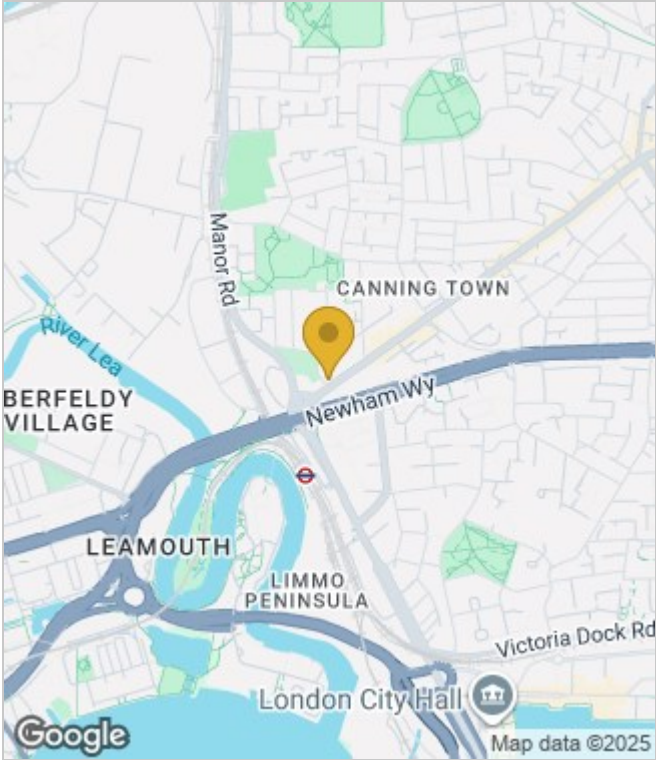 Manor Rd
CANNING TOWN
River Lea
BERFELDY
VILLAGE
Newham Wy
LEAMOUTH
LIMMO
PENINSULA
Victoria Dock Rd
London City Hall
Google
Map data ©2025